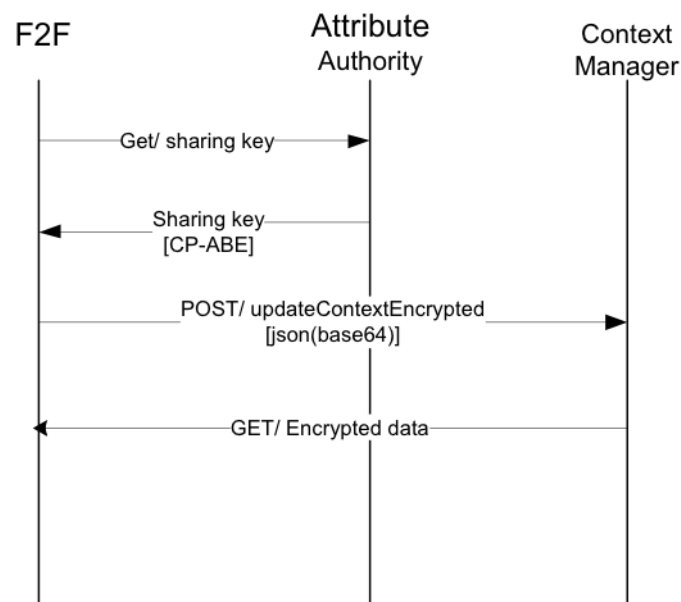 F2F
Attribute
Authority
Context
Manager
Get/ sharing key
Sharing key
[CP-ABE]
POST/ updateContextEncrypted
[json(base64)]
GET/ Encrypted data